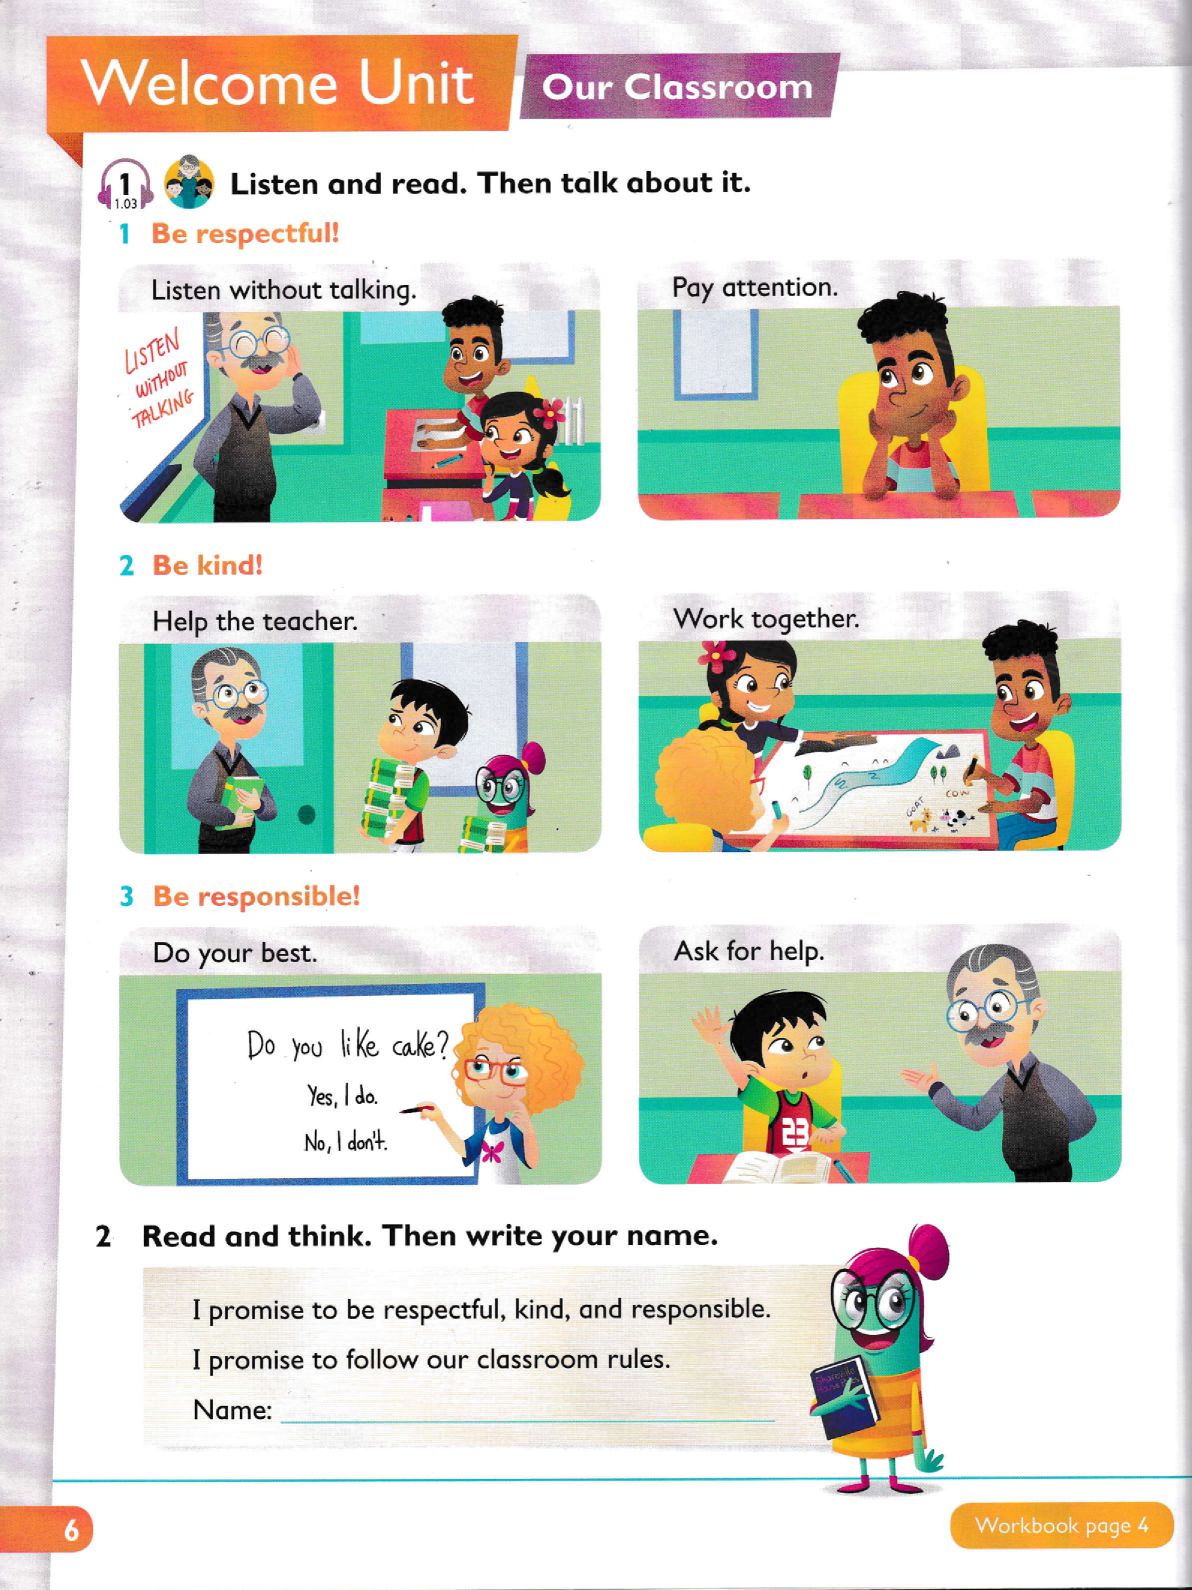 Welcome Unit
Our Classroom
1
1.03
Listen and read. Then talk about it.
1 Be respectful!
Listen without talking.
LISTEN
WITHOUT
TALKING
Pay attention.
2 Be kind!
Help the teacher.
Work together.
GOAT
COW
3 Be responsible!
Do your best.
Do you like cake?
Yes, I do.
No, I don't.
Ask for help.
23
2 Read and think. Then write your name.
I promise to be respectful, kind, and responsible.
I promise to follow our classroom rules.
Name:
6
Workbook page 4